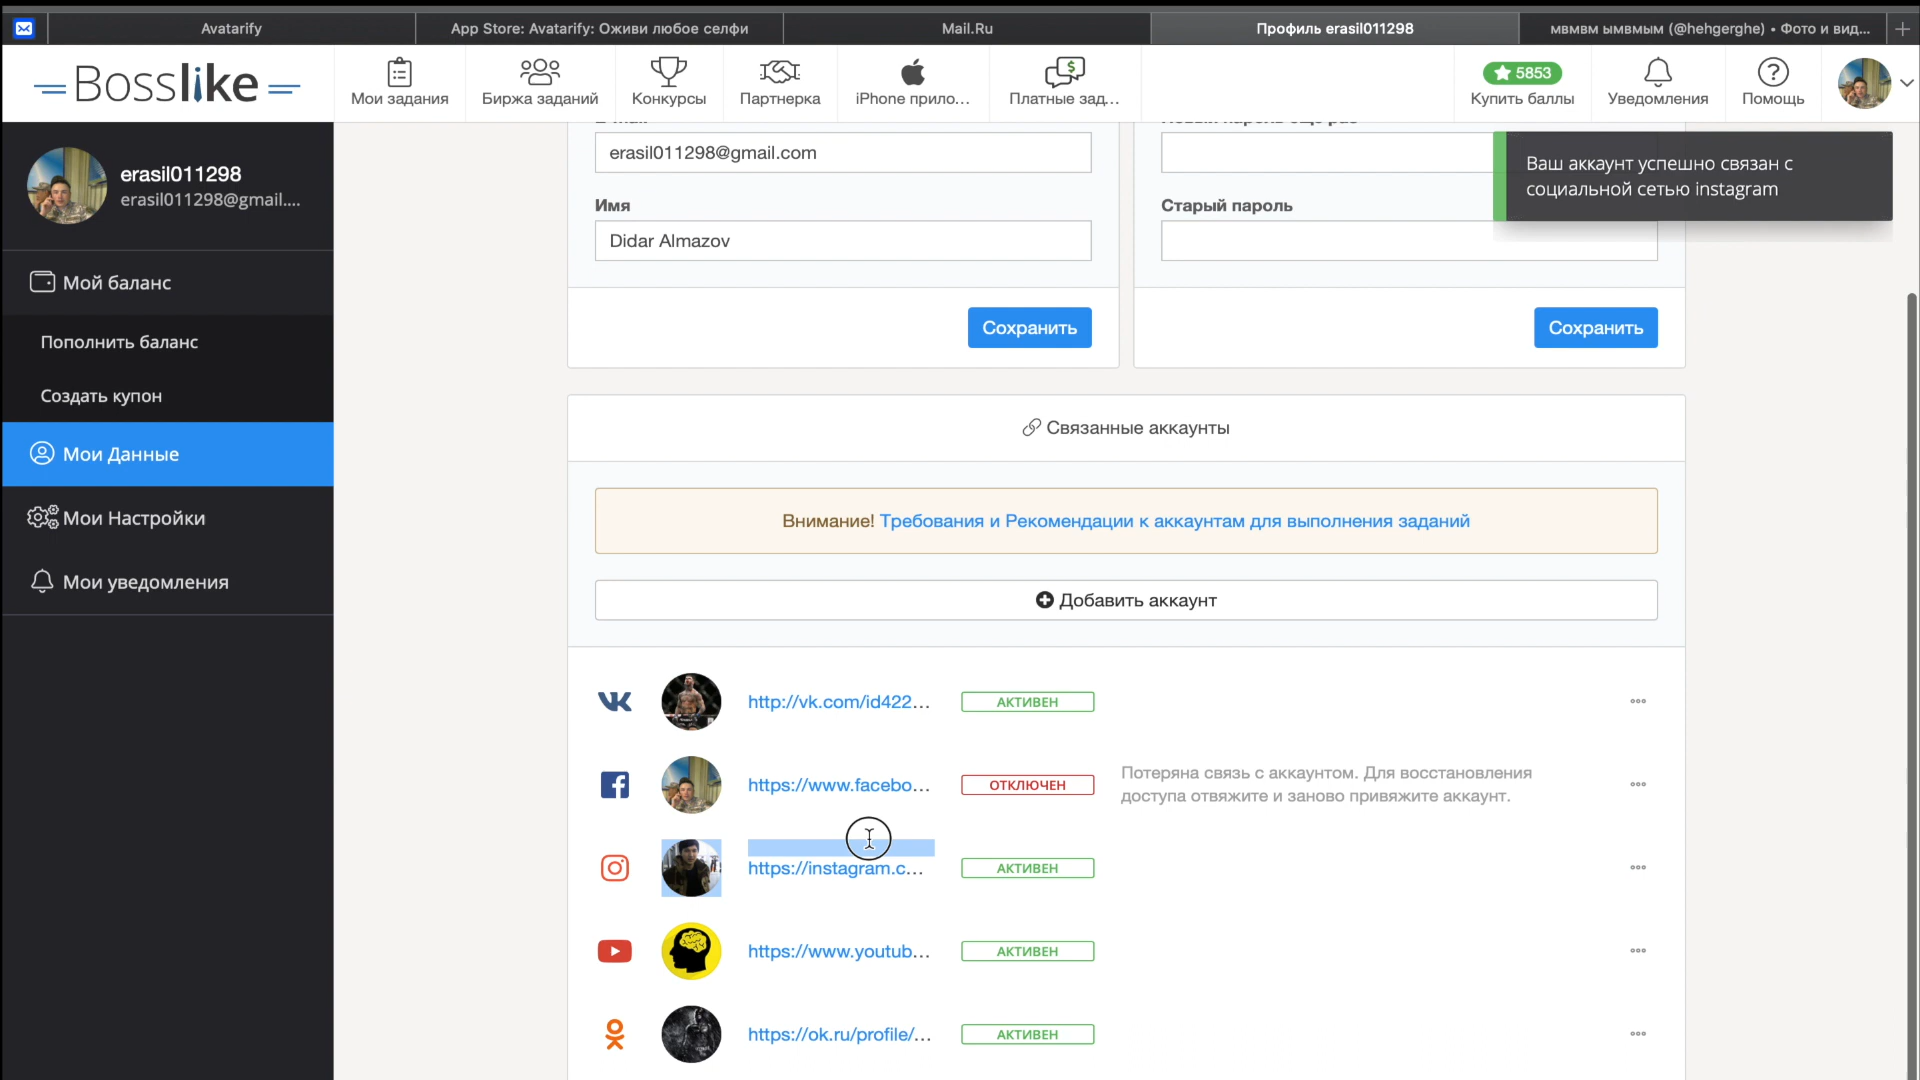 Avatarify
App Store: Avatarify: Оживи любое селфи
Mail.Ru
Профиль erasil011298
мвмвм ымвмым (@hehgerghe) • Фото и вид...
Bosslike
Мои задания
Биржа заданий
Конкурсы
Партнерка
iPhone прило...
Платные зад...
5853
Купить баллы
Уведомления
Помощь
erasil011298
erasil011298@gmail....
Мой баланс
Пополнить баланс
Создать купон
Мои Данные
Мои Настройки
Мои уведомления
erasil011298@gmail.com
Имя
Didar Almazov
Сохранить
Старый пароль
Сохранить
Ваш аккаунт успешно связан с
социальной сетью instagram
Связанные аккаунты
Внимание! Требования и Рекомендации к аккаунтам для выполнения заданий
Добавить аккаунт
http://vk.com/id422...
АКТИВЕН
https://www.facebo...
ОТКЛЮЧЕН
Потеряна связь с аккаунтом. Для восстановления
доступа отвяжите и заново привяжите аккаунт.
https://instagram.c...
АКТИВЕН
https://www.youtub...
АКТИВЕН
https://ok.ru/profile/...
АКТИВЕН